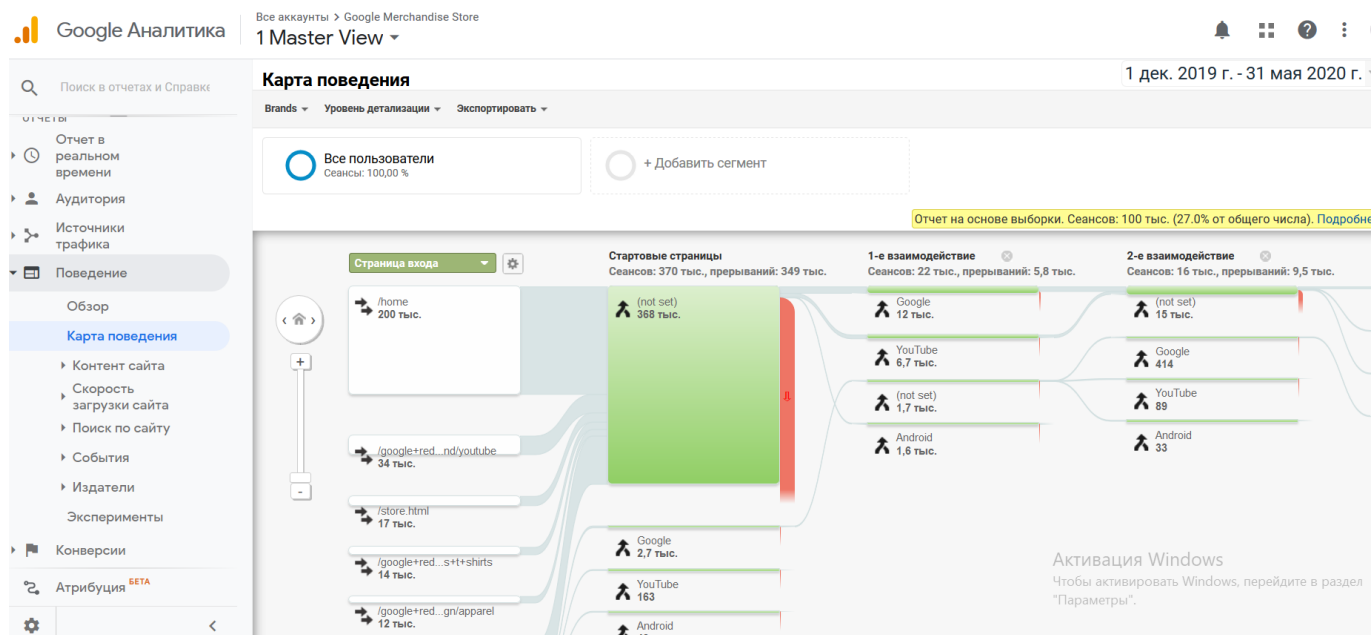 Google Аналитика
Все аккаунты > Google Merchandise Store
1 Master View
Поиск в отчетах и Справке
ОТЧЕТЫ
Отчет в
реальном
времени
Аудитория
Источники
трафика
Поведение
Обзор
Карта поведения
Контент сайта
Скорость
загрузки сайта
Поиск по сайту
События
Издатели
Эксперименты
Конверсии
Атрибуция БЕТА
Карта поведения
1 дек. 2019 г. - 31 мая 2020 г.
Brands Уровень детализации Экспортировать
Все пользователи
Сеансы: 100,00 %
+ Добавить сегмент
Отчет на основе выборки. Сеансов: 100 тыс. (27.0% от общего числа). Подробне
Страница входа
/home
200 тыс.
/google+red...nd/youtube
34 тыс.
/store.html
17 тыс.
/google+red...s+t+shirts
14 тыс.
/google+red...gn/apparel
12 тыс.
Стартовые страницы
Сеансов: 370 тыс., прерываний: 349 тыс.
(not set)
368 тыс.
Google
2,7 тыс.
YouTube
163
Android
1-е взаимодействие
Сеансов: 22 тыс., прерываний: 5,8 тыс.
Google
12 тыс.
YouTube
6,7 тыс.
(not set)
1,7 тыс.
Android
1,6 тыс.
2-е взаимодействие
Сеансов: 16 тыс., прерываний: 9,5 тыс.
(not set)
15 тыс.
Google
414
YouTube
89
Android
33
Активация Windows
Чтобы активировать Windows, перейдите в раздел
"Параметры".